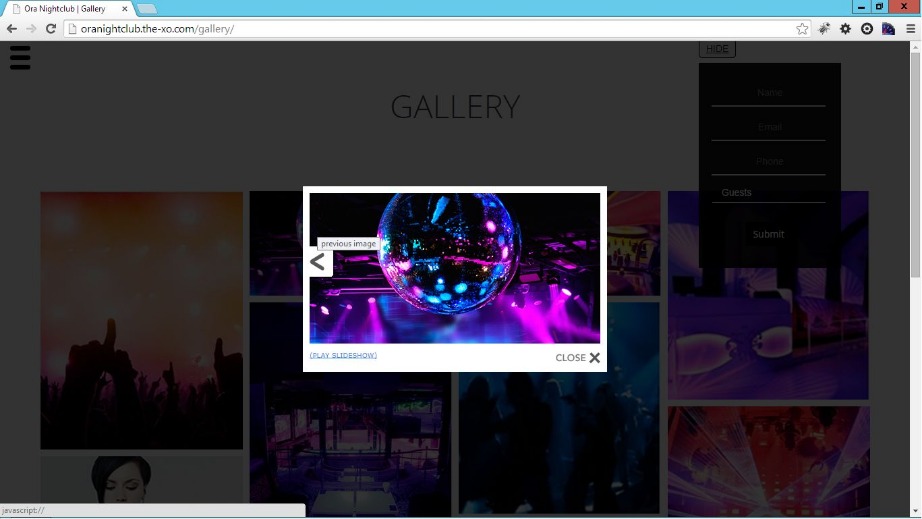 Ora Nightclub | Gallery
oranightclub.the-xo.com/gallery/
HIDE
Name
GALLERY
Email
Phone
Guests
Submit
previous image
(PLAY SLIDESHOW)
CLOSE
javascript://